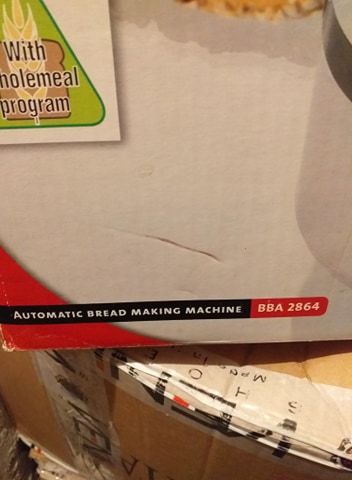 With
holemeal
program
AUTOMATIC BREAD MAKING MACHINE BBA 2864